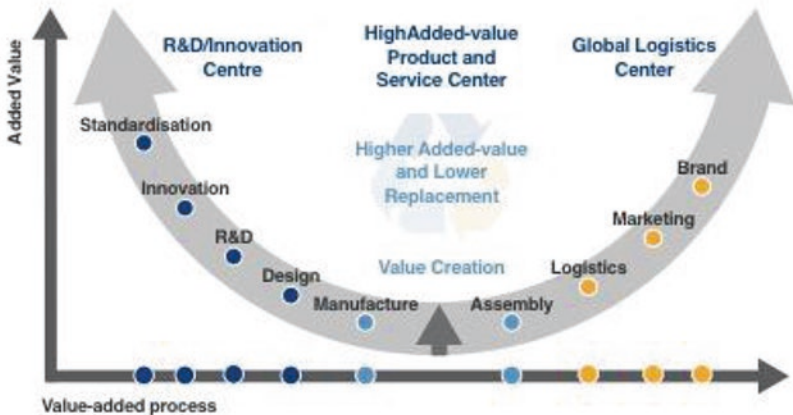 R&D/Innovation
Centre
HighAdded-value
Product and
Service Center
Global Logistics
Center
Added Value
Standardisation
Innovation
R&D
Design
Manufacture
Higher Added-value
and Lower
Replacement
Value Creation
Assembly
Logistics
Marketing
Brand
Value-added process